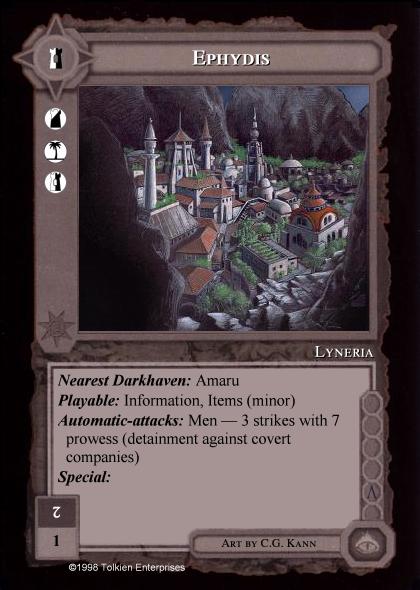 EPHYDIS
LYNERIA
Nearest Darkhaven: Amaru
Playable: Information, Items (minor)
Automatic-attacks: Men — 3 strikes with 7
prowess (detainment against covert
companies)
Special:
2
1
ART BY C.G. KANN
©1998 Tolkien Enterprises